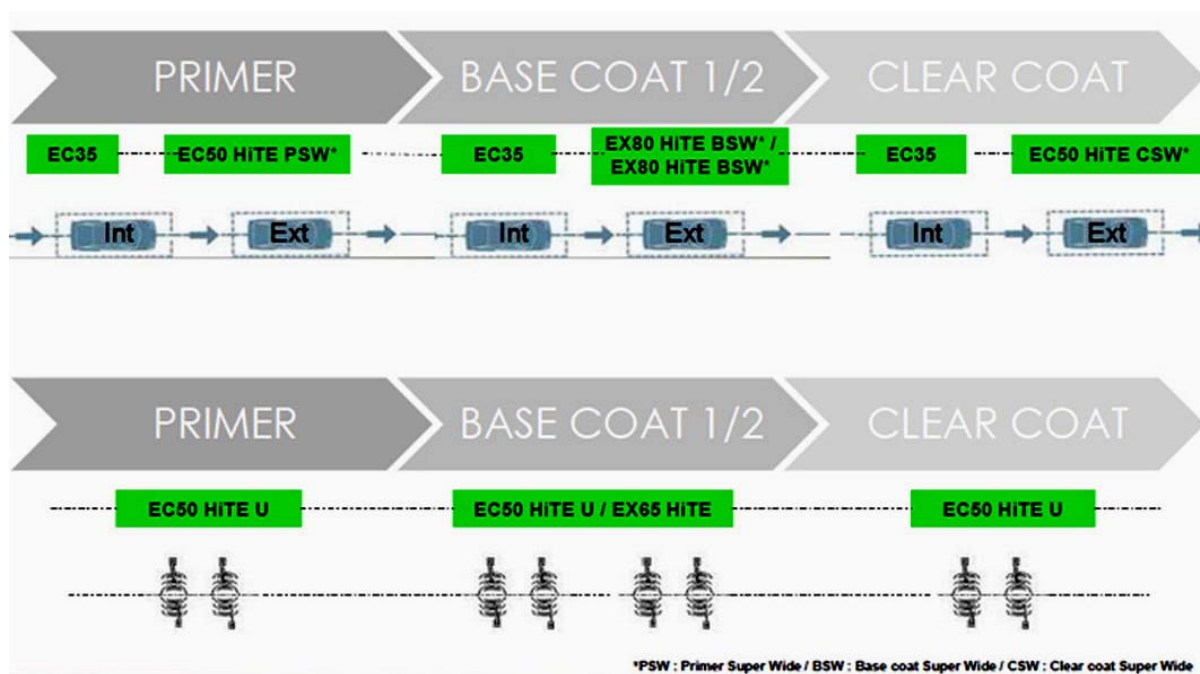 PRIMER
BASE COAT 1/2
CLEAR COAT
EC35
EC50 HiTE PSW*
EC35
EX80 HiTE BSW* /
EX80 HiTE BSW*
EC35
EC50 HiTE CSW*
Int
Ext
Int
Ext
Int
Ext
PRIMER
BASE COAT 1/2
CLEAR COAT
EC50 HiTE U
EC50 HiTE U / EX65 HiTE
EC50 HiTE U
*PSW : Primer Super Wide / BSW : Base coat Super Wide / CSW : Clear coat Super Wide